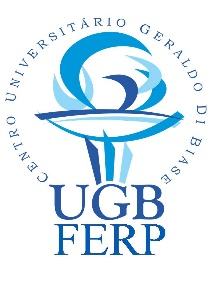 CENTRO UNIVERSITÁRIO GERALDO DI BIASE
UGB
FERP